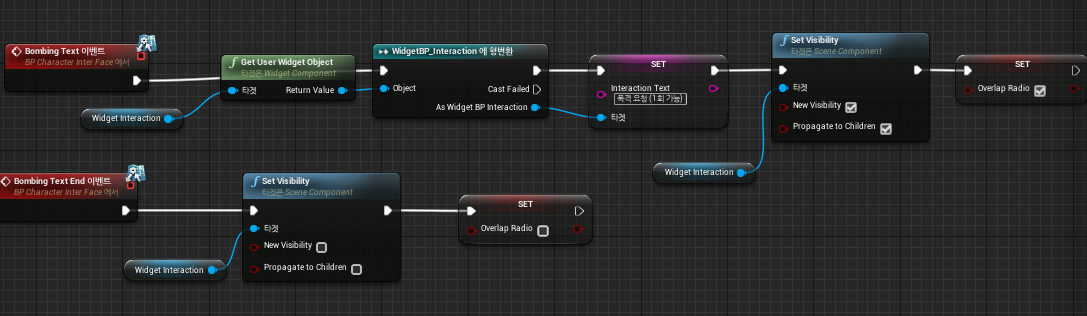 Bombing Text 이벤트
BP Character Inter Face 에서
Widget Interaction
Get User Widget Object
타겟은 Widget Component
타겟
Return Value
WidgetBP_Interaction 에 형변환
Cast Failed
Object
As Widget BP Interaction
SET
Interaction Text
폭격 요청 (1회 가능)
타겟
Widget Interaction
Set Visibility
타겟은 Scene Component
타겟
New Visibility
Propagate to Children
SET
Overlap Radio
Bombing Text End 이벤트
BP Character Inter Face 에서
Widget Interaction
Set Visibility
타겟은 Scene Component
타겟
New Visibility
Propagate to Children
SET
Overlap Radio